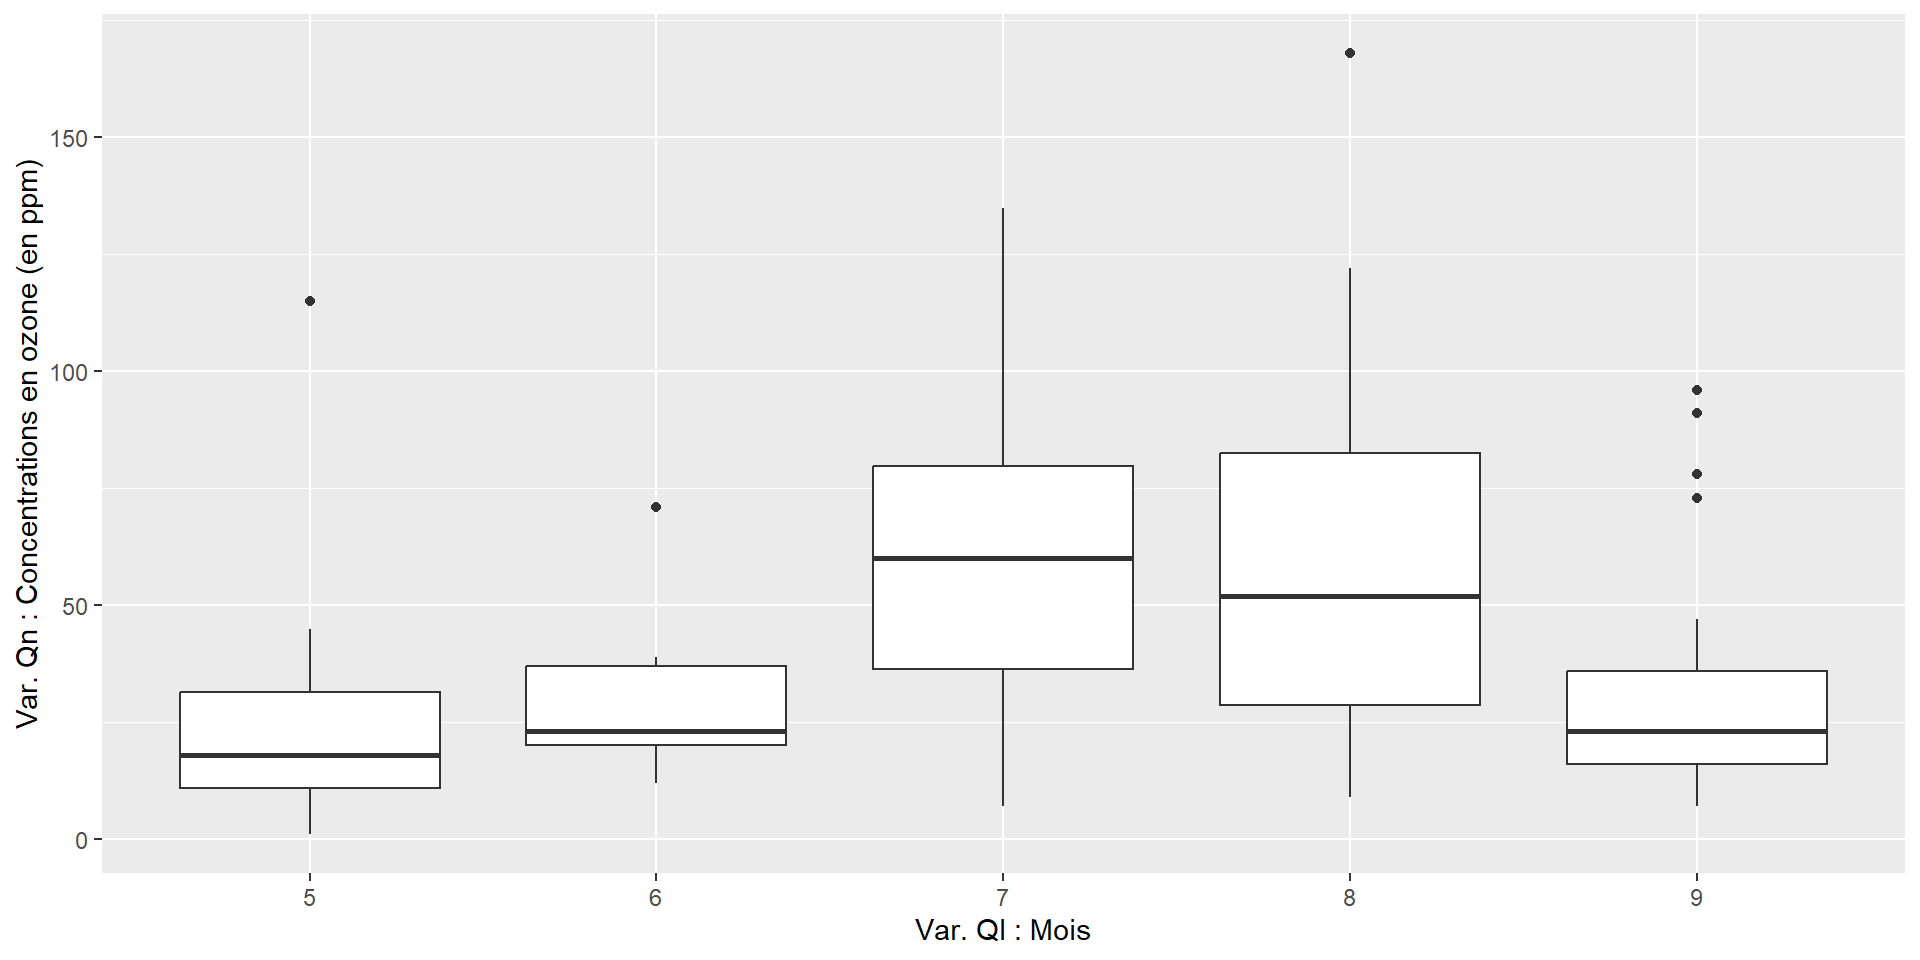 Var. Qn : Concentrations en ozone (en ppm)
150
100
50
0
5 6 7 8 9
Var. Ql : Mois